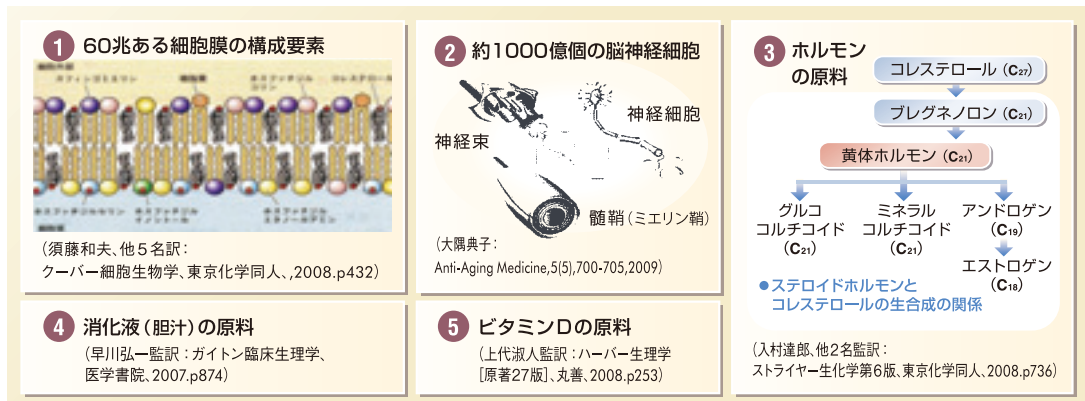 1 60兆ある細胞膜の構成要素
コレステロール
(須藤和夫、他5名訳：
クーパー細胞生物学、東京化学同人、,2008.p432)
2 約1000億個の脳神経細胞
神経束
神経細胞
髄鞘(ミエリン鞘)
(大隅典子：
Anti-Aging Medicine,5(5),700-705,2009)
3 ホルモン
の原料
コレステロール (C27)
プレグネノロン (C21)
黄体ホルモン (C21)
グルコ
コルチコイド
(C21)
ミネラル
コルチコイド
(C21)
アンドロゲン
(C19)
エストロゲン
(C18)
●ステロイドホルモンと
コレステロールの生合成の関係
(入村達郎、他2名監訳：
ストライヤー生化学第6版、東京化学同人、2008.p736)
4 消化液(胆汁)の原料
(早川弘一監訳：ガイトン臨床生理学、
医学書院、2007.p874)
5 ビタミンDの原料
(上代淑人監訳：ハーパー生理学
[原著27版]、丸善、2008.p253)